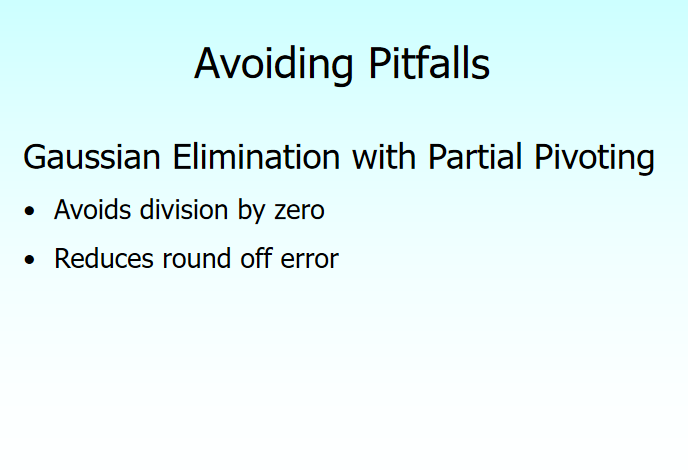 Avoiding Pitfalls
Gaussian Elimination with Partial Pivoting
• Avoids division by zero
• Reduces round off error